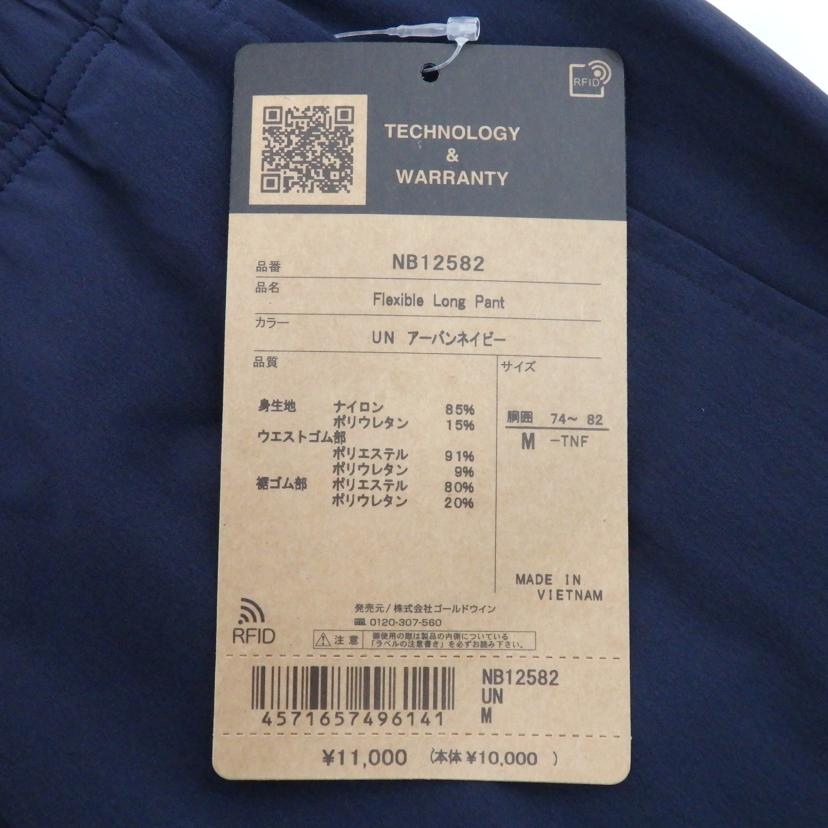 RFID
TECHNOLOGY
&
WARRANTY
品番 NB12582
品名 Flexible Long Pant
カラー UN アーバンネイビー
品質 サイズ
身生地 ナイロン 85%
ポリウレタン 15%
ウエストゴム部
ポリエステル 91%
ポリウレタン 9%
裾ゴム部 ポリエステル 80%
ポリウレタン 20%
胴囲 74〜 82
M -TNF
MADE IN
VIETNAM
RFID
発売元/株式会社ゴールドウイン
0120-307-560
注意 御使用の際は製品の内側についている
「ラベルの注意書き」を必ずお読み下さい。
4571657496141
NB12582
UN
M
¥11,000 (本体¥10,000 )